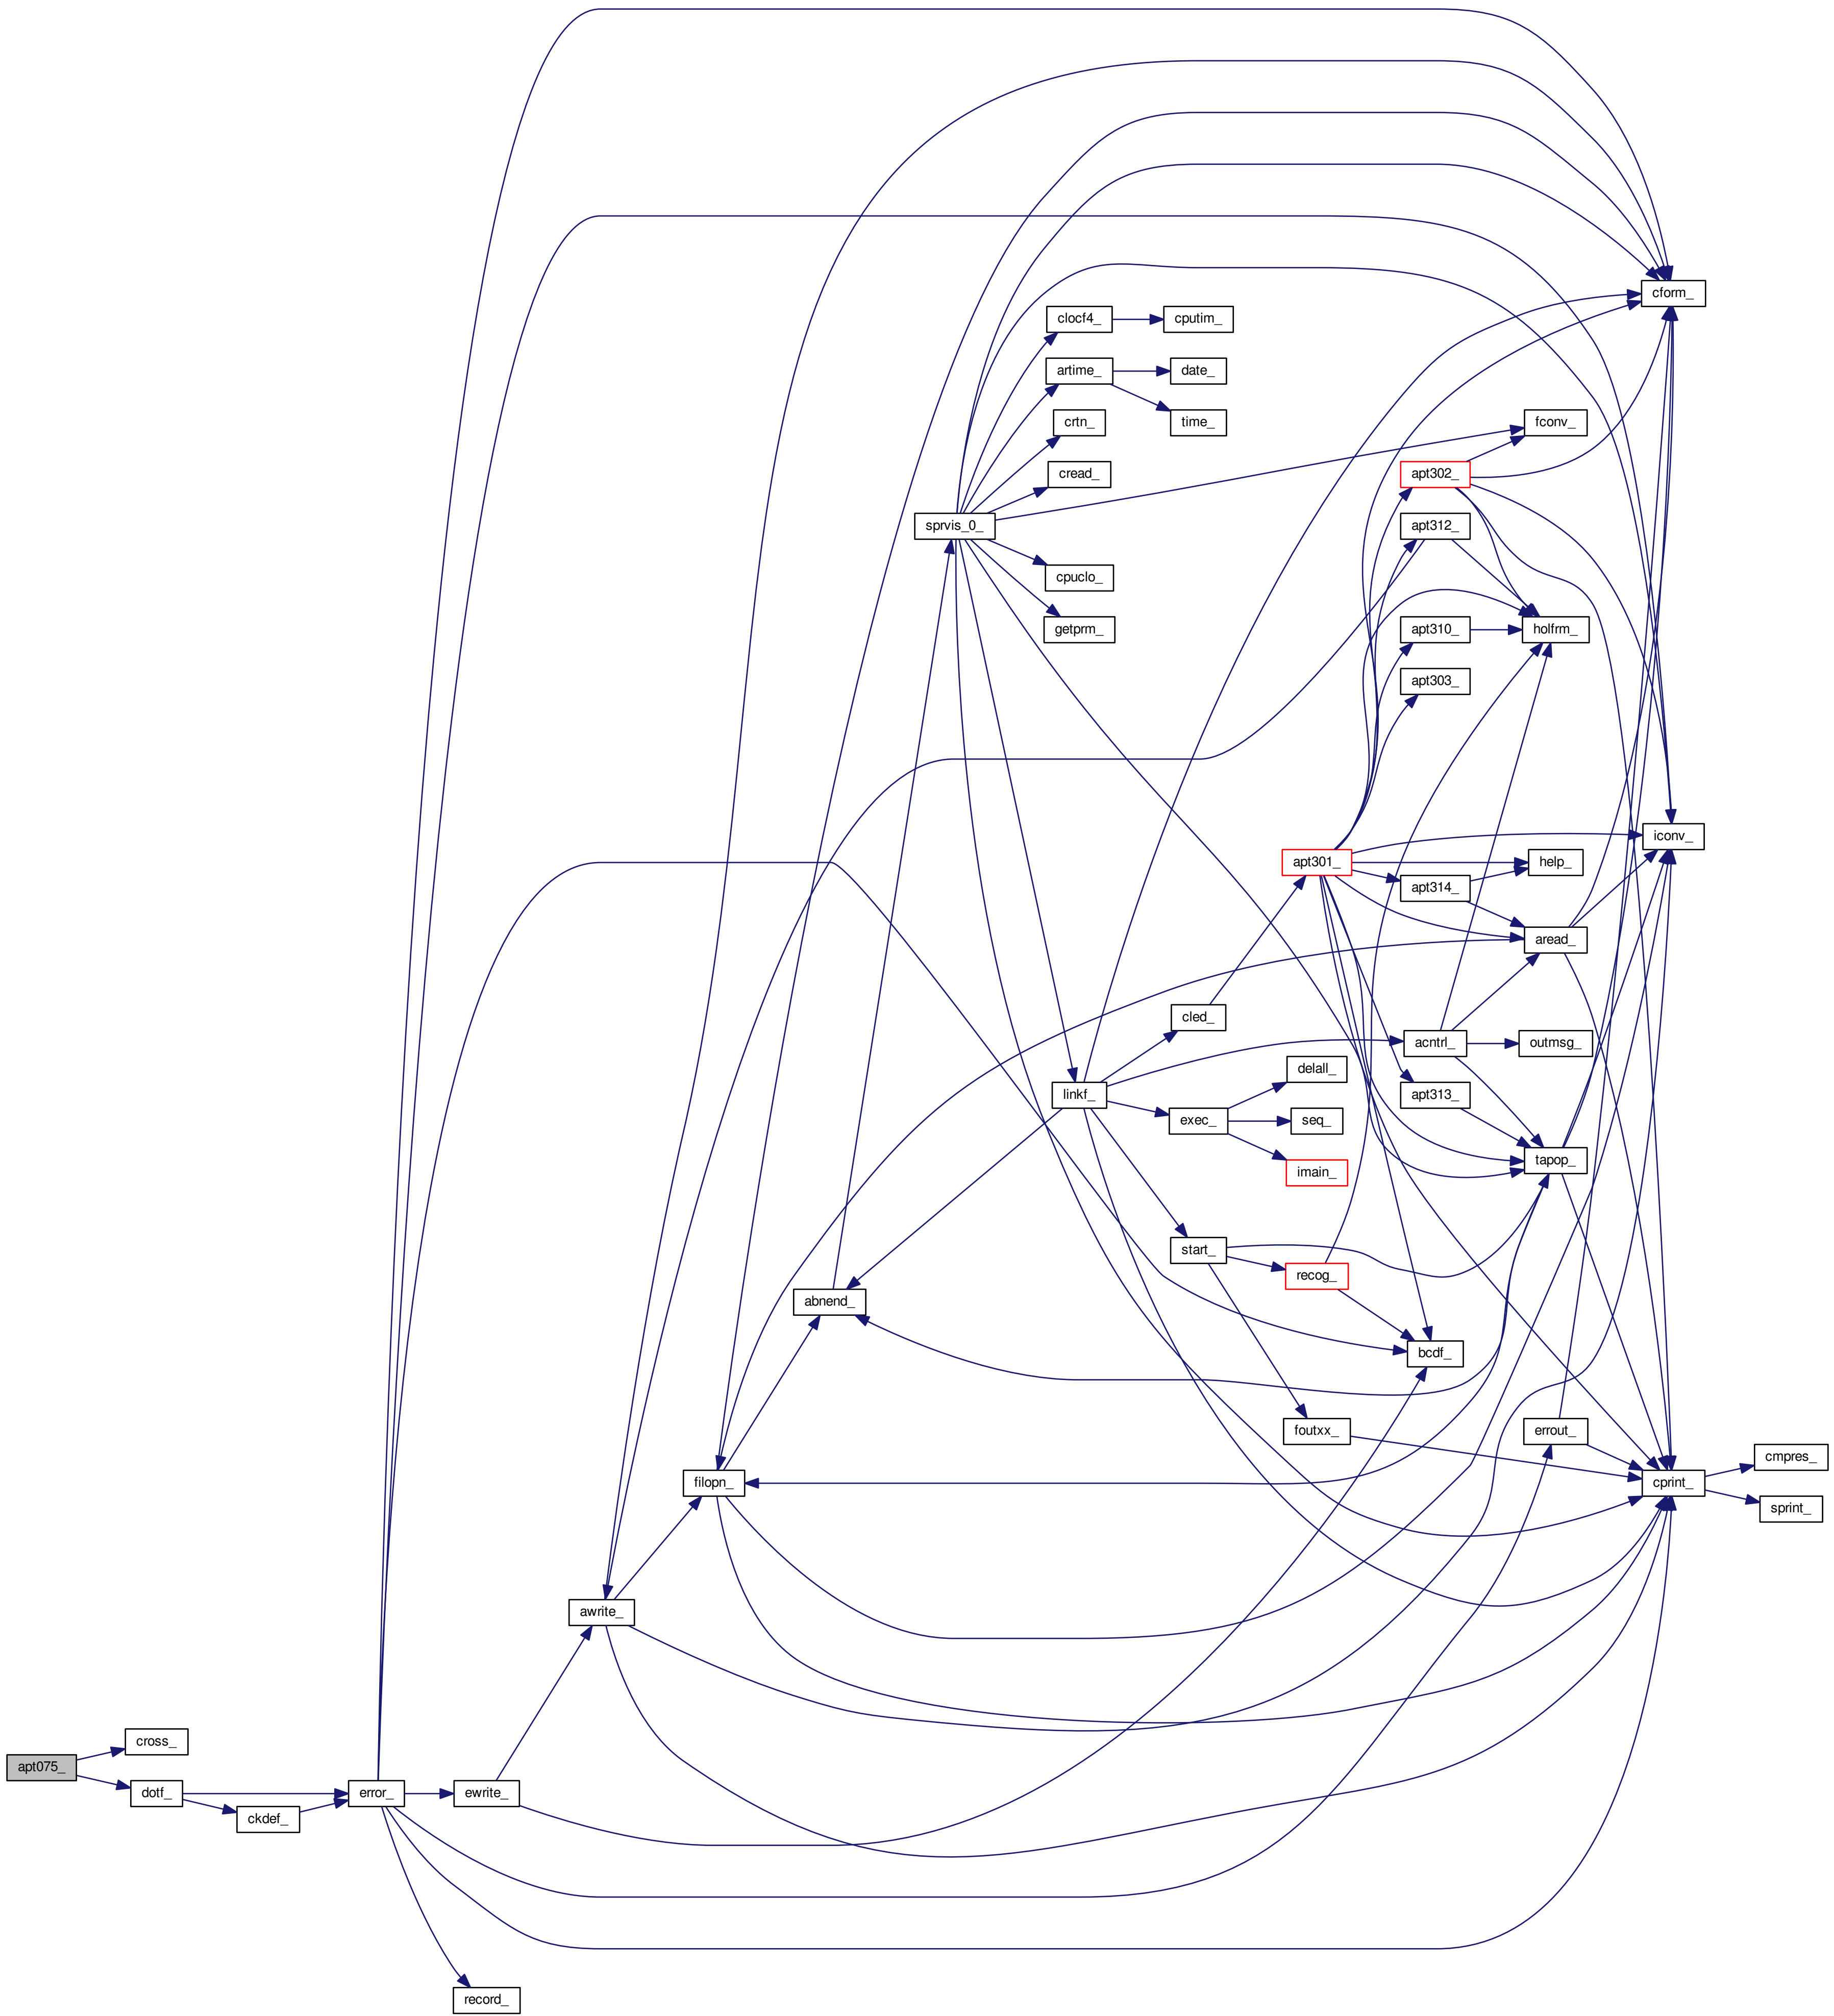 cform_
clocf4_
cputim_
artime_
date_
crtn_
time_
fconv_
cread_
apt302_
sprvis_0_
apt312_
cpuclo_
getprm_
apt310_
holfrm_
apt303_
iconv_
apt301_
help_
apt314_
aread_
cled_
acntrl_
outmsg_
delall_
linkf_
apt313_
exec_
seq_
tapop_
imain_
start_
recog_
abnend_
bcdf_
foutxx_
errout_
cmpres_
filopn_
cprint_
sprint_
awrite_
cross_
apt075_
dotf_
error_
ewrite_
ckdef_
record_